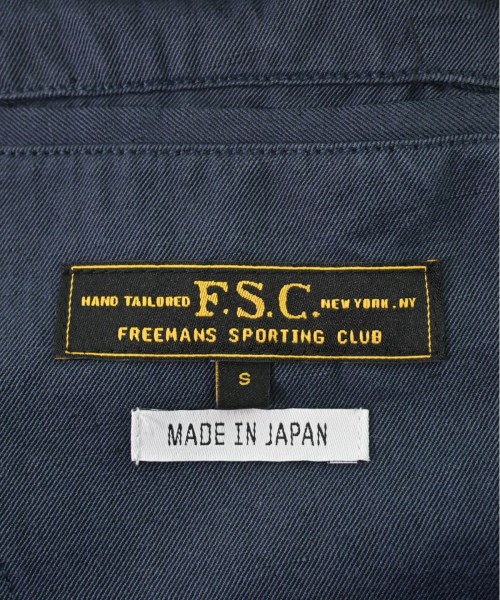 HAND TAILORED F.S.C. NEW YORK.NY
FREEMANS SPORTING CLUB
S
MADE IN JAPAN